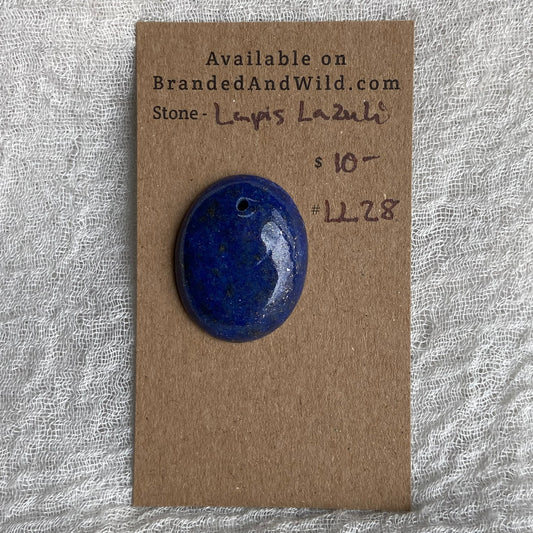 Available on
BrandedAndWild.com
Stone - Lapis Lazuli
$ 10-
# LL28